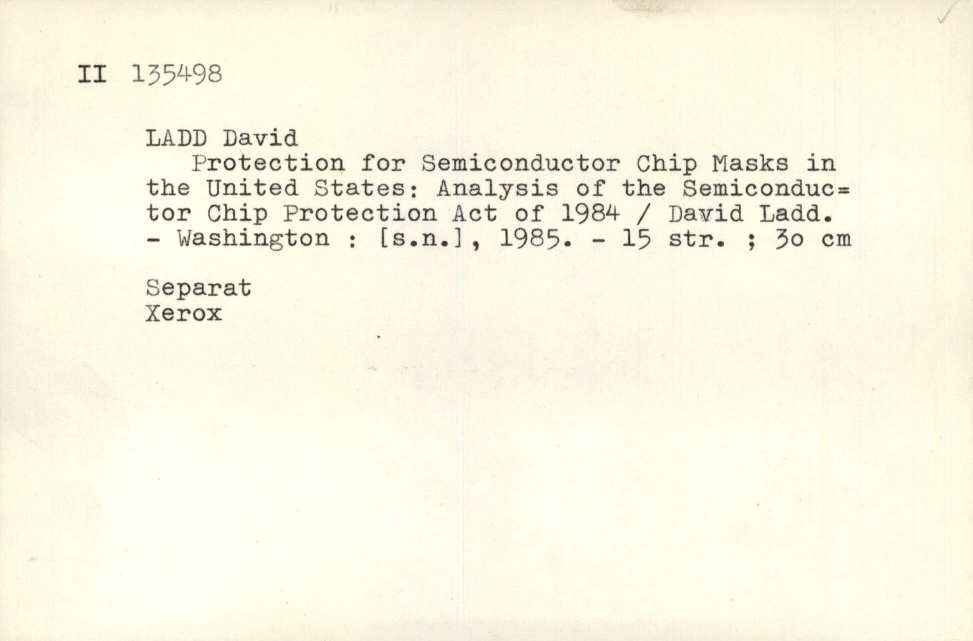 II 135498
LADD David
Protection for Semiconductor Chip Masks in
the United States: Analysis of the Semiconduc=
tor Chip Protection Act of 1984 / David Ladd.
- Washington : [s.n.], 1985. - 15 str. ; 3o cm
Separat
Xerox